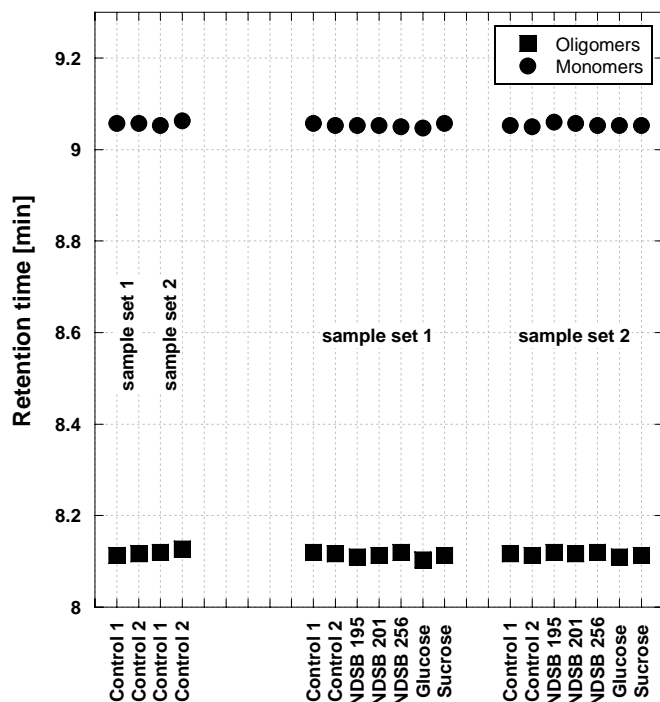 Oligomers
Monomers
Retention time [min]
9.2
9
8.8
8.6
8.4
8.2
8
sample set 1
sample set 2
sample set 1
sample set 2
Control 1
Control 2
Control 1
Control 2
Control 1
Control 2
NDSB 195
NDSB 201
NDSB 256
Glucose
Sucrose
Control 1
Control 2
NDSB 195
NDSB 201
NDSB 256
Glucose
Sucrose